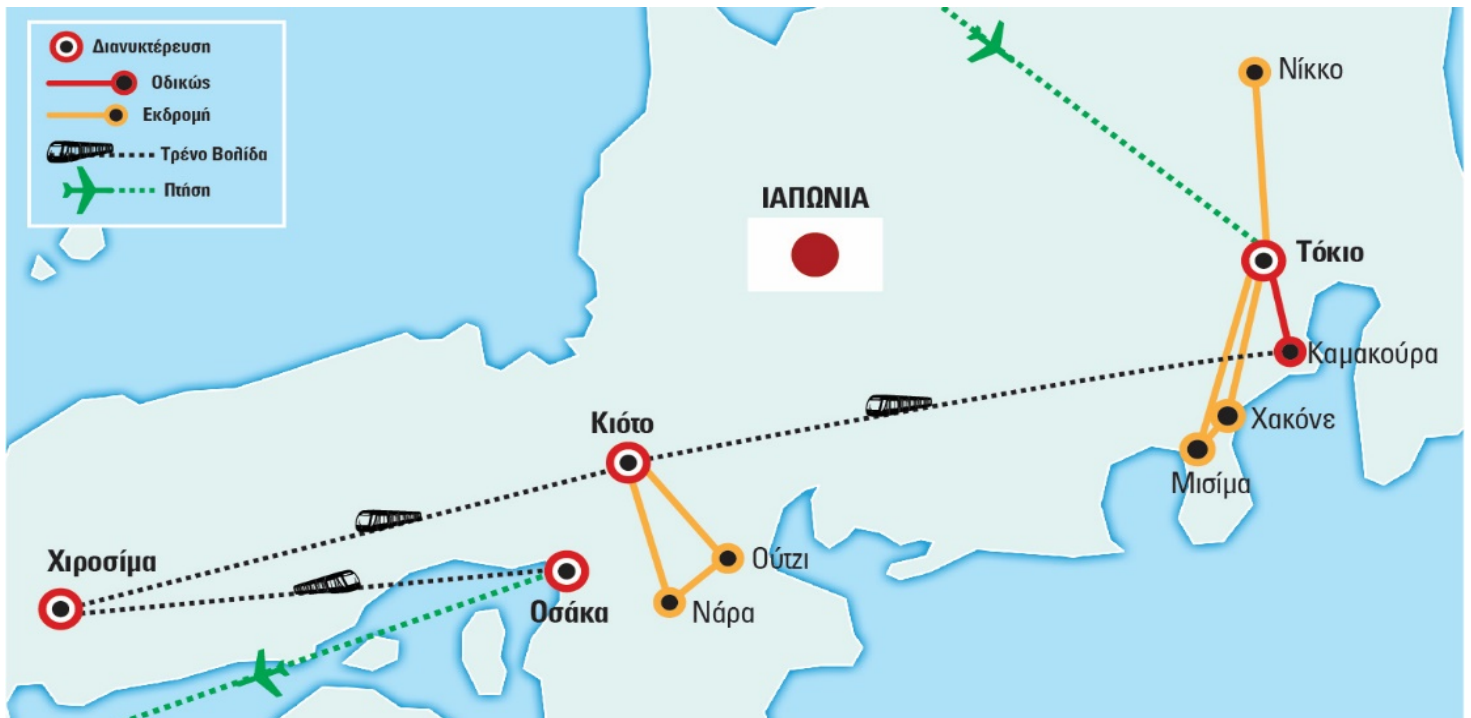 Διανυκτέρευση
Οδικώς
Εκδρομή
Τρένο Βολίδα
Πτήση
ΙΑΠΩΝΙΑ
Νίκκο
Τόκιο
Καμακούρα
Χακόνε
Μισίμα
Κιότο
Ούτζι
Νάρα
Χιροσίμα
Οσάκα